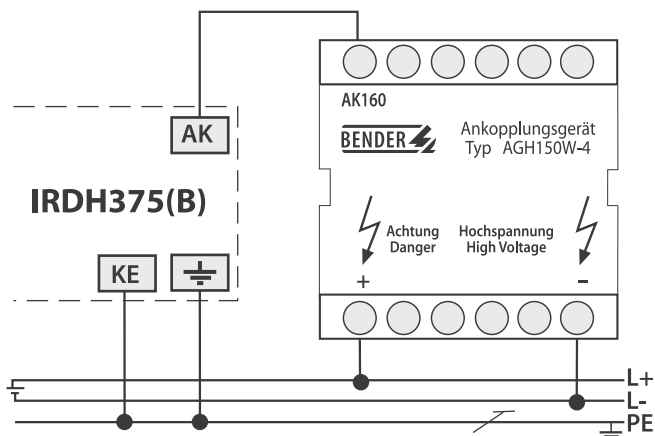 AK160
BENDER
Ankopplungsgerät
Typ AGH150W-4
AK
IRDH375(B)
Achtung
Danger
Hochspannung
High Voltage
KE
+
-
L+
L-
PE